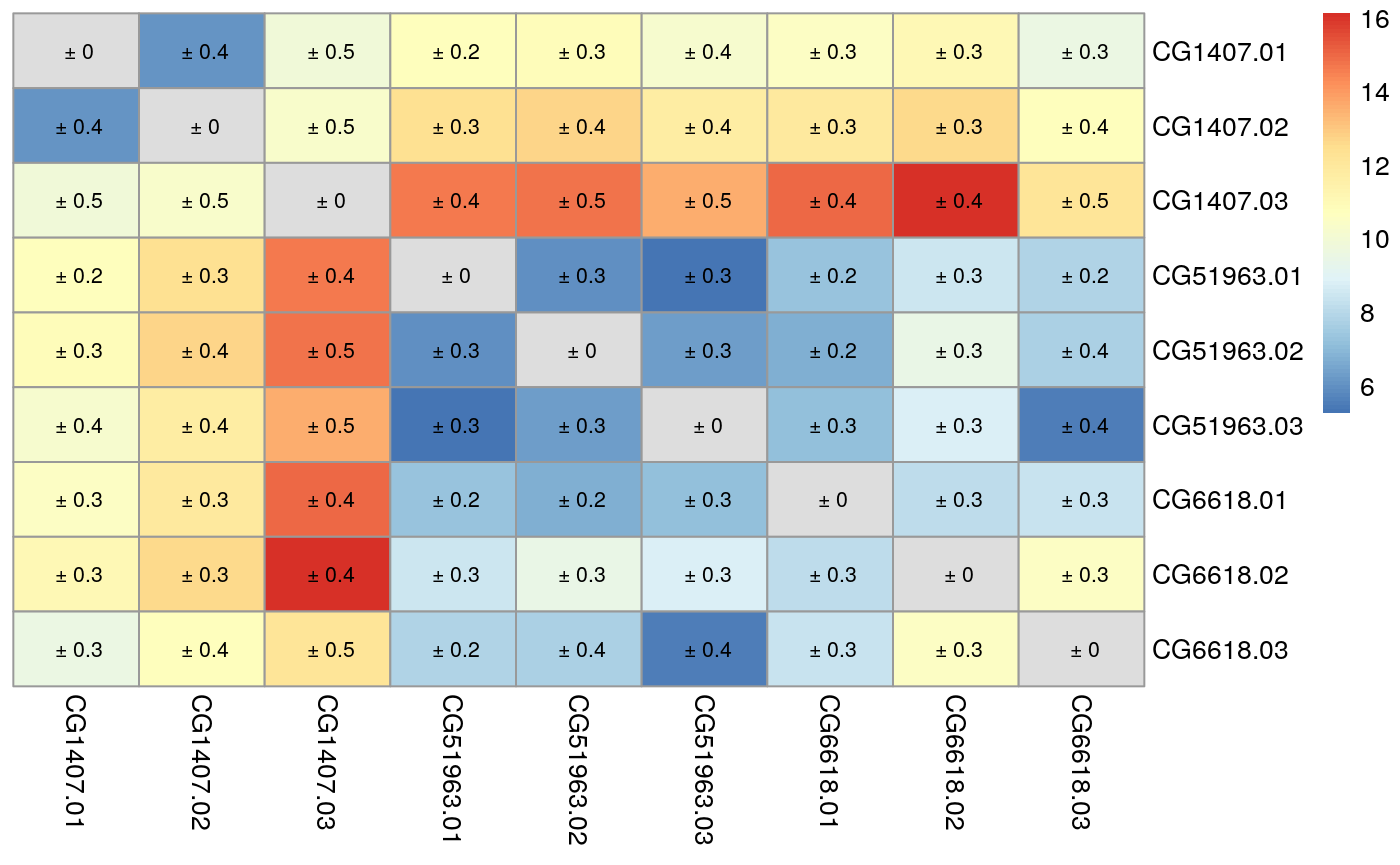 ± 0 ± 0.4 ± 0.5 ± 0.2 ± 0.3 ± 0.4 ± 0.3 ± 0.3 ± 0.3 CG1407.01
± 0.4 ± 0 ± 0.5 ± 0.3 ± 0.4 ± 0.4 ± 0.3 ± 0.3 ± 0.4 CG1407.02
± 0.5 ± 0.5 ± 0 ± 0.4 ± 0.5 ± 0.5 ± 0.4 ± 0.4 ± 0.5 CG1407.03
± 0.2 ± 0.3 ± 0.4 ± 0 ± 0.3 ± 0.3 ± 0.2 ± 0.3 ± 0.2 CG51963.01
± 0.3 ± 0.4 ± 0.5 ± 0.3 ± 0 ± 0.3 ± 0.2 ± 0.3 ± 0.4 CG51963.02
± 0.4 ± 0.4 ± 0.5 ± 0.3 ± 0.3 ± 0 ± 0.3 ± 0.3 ± 0.4 CG51963.03
± 0.3 ± 0.3 ± 0.4 ± 0.2 ± 0.2 ± 0.3 ± 0 ± 0.3 ± 0.3 CG6618.01
± 0.3 ± 0.3 ± 0.4 ± 0.3 ± 0.3 ± 0.3 ± 0.3 ± 0 ± 0.3 CG6618.02
± 0.3 ± 0.4 ± 0.5 ± 0.2 ± 0.4 ± 0.4 ± 0.3 ± 0.3 ± 0 CG6618.03
CG1407.01
CG1407.02
CG1407.03
CG51963.01
CG51963.02
CG51963.03
CG6618.01
CG6618.02
CG6618.03
16
14
12
10
8
6